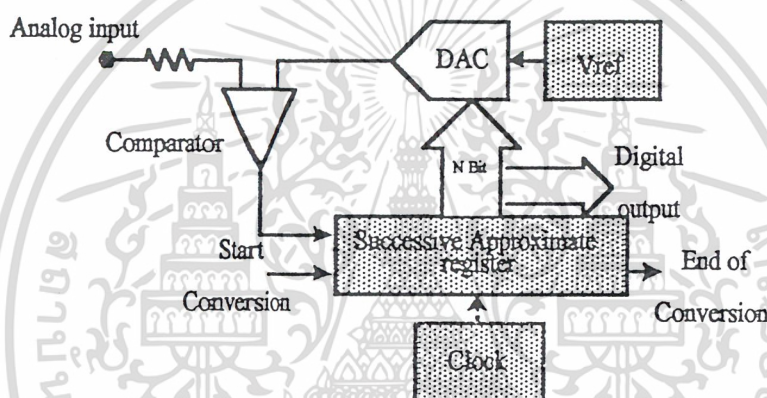 Analog input
DAC
Vref
Comparator
N Bit
Digital
output
Start
Conversion
Successive Approximate
register
End of
Conversion
Clock